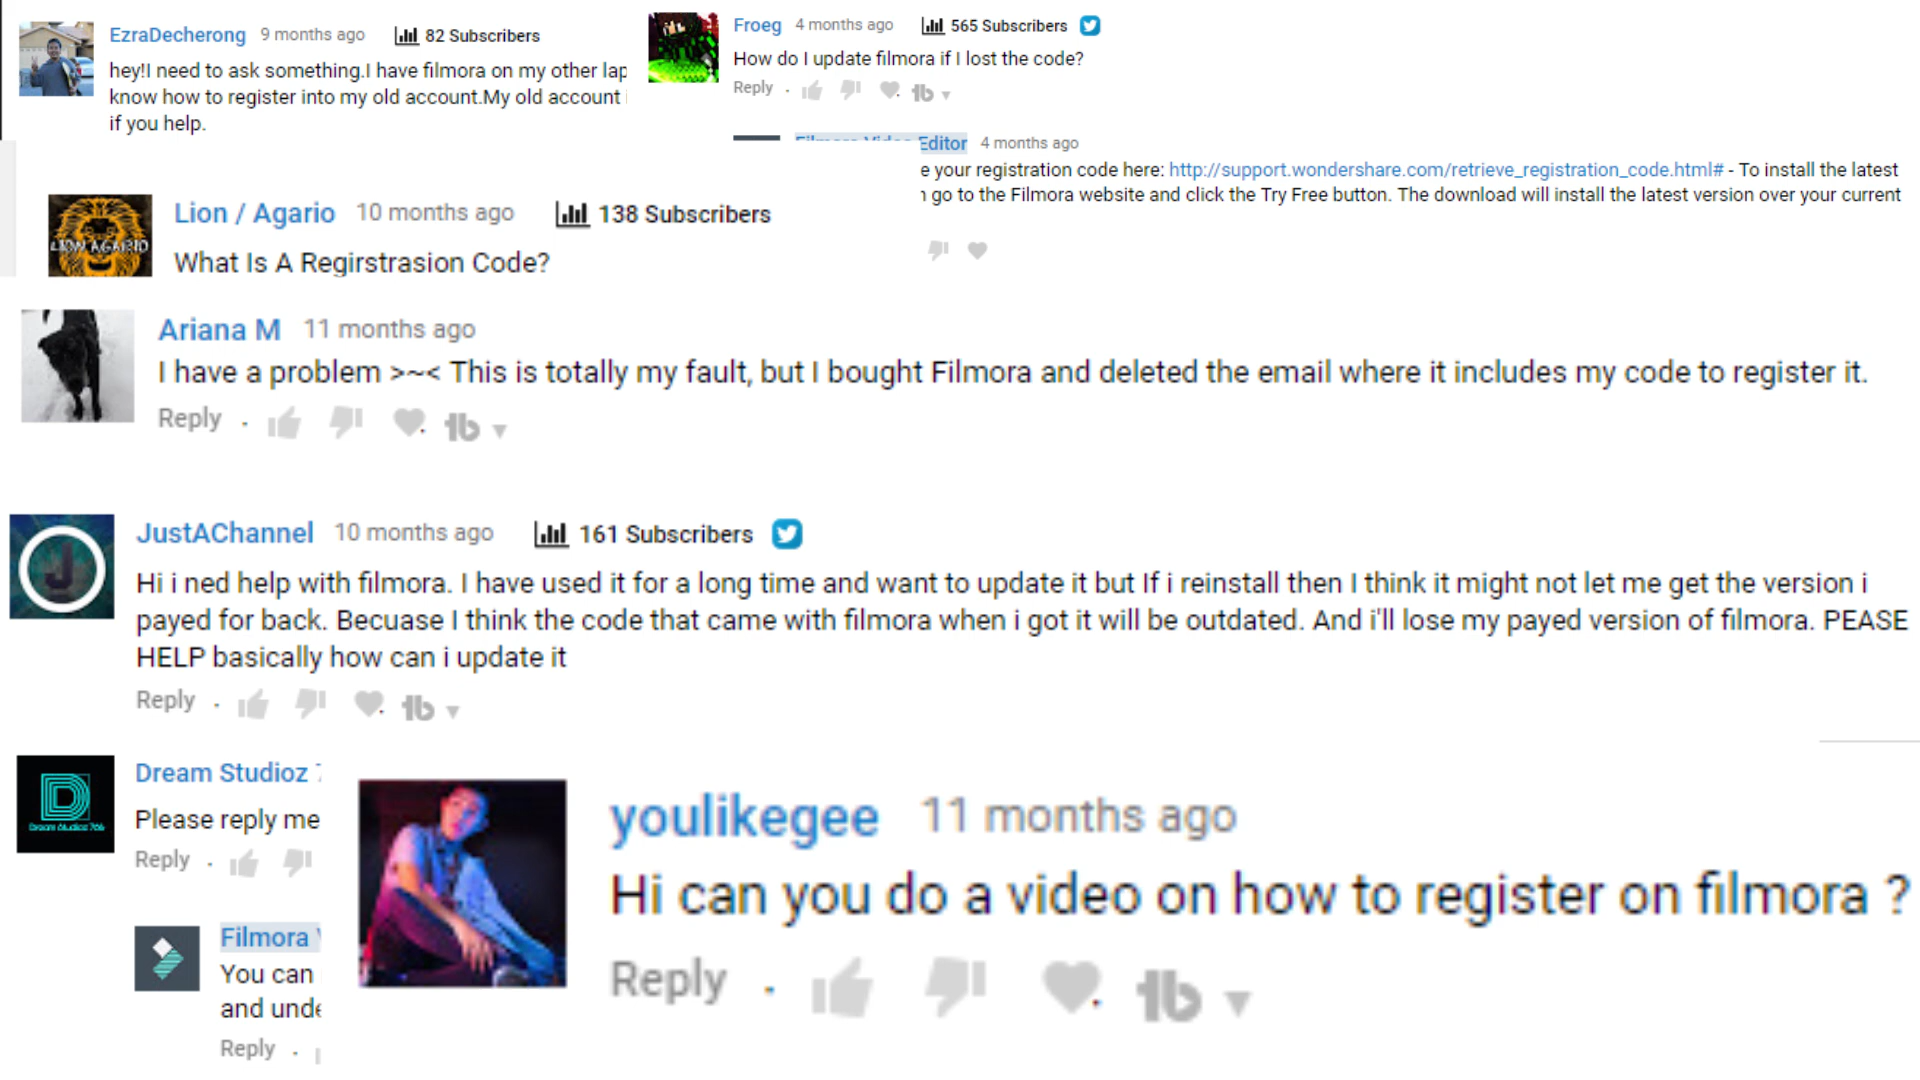 EzraDecherong 9 months ago 82 Subscribers
hey!I need to ask something.I have filmora on my other lap
know how to register into my old account.My old account
if you help.
Froeg 4 months ago 565 Subscribers
How do I update filmora if I lost the code?
Reply
Filmora Video Editor 4 months ago
e your registration code here: http://support.wondershare.com/retrieve_registration_code.html# - To install the latest
go to the Filmora website and click the Try Free button. The download will install the latest version over your current
LION AGARIO
Lion / Agario 10 months ago 138 Subscribers
What Is A Regirstrasion Code?
Ariana M 11 months ago
I have a problem >~< This is totally my fault, but I bought Filmora and deleted the email where it includes my code to register it.
Reply
JustAChannel 10 months ago 161 Subscribers
Hi i ned help with filmora. I have used it for a long time and want to update it but If i reinstall then I think it might not let me get the version i
payed for back. Becuase I think the code that came with filmora when i got it will be outdated. And i'll lose my payed version of filmora. PEASE
HELP basically how can i update it
Reply
Dream Studioz
Please reply me
Reply
Filmora
You can
and unde
Reply
youlikegee 11 months ago
Hi can you do a video on how to register on filmora ?
Reply